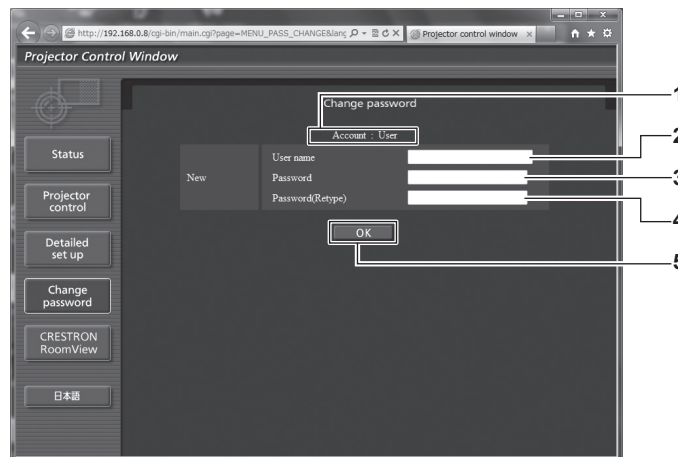 http://192.168.0.8/cgi-bin/main.cgi?page=MENU_PASS_CHANGE&lang
Projector control window
Projector Control Window
Change password
Account : User
New
User name
Password
Password(Retype)
OK
Status
Projector
control
Detailed
set up
Change
password
CRESTRON
RoomView
日本語
1
2
3
4
5